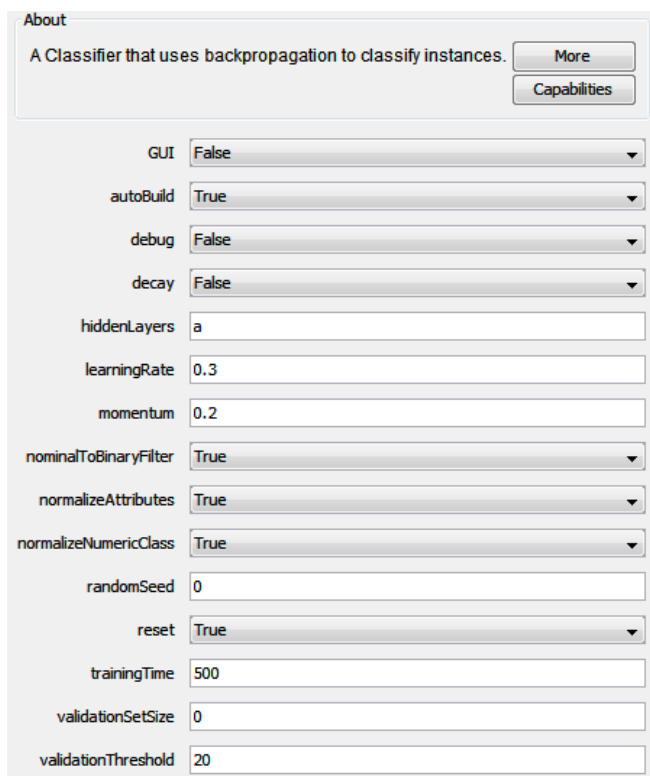 About
A Classifier that uses backpropagation to classify instances. More
Capabilities
GUI False
autoBuild True
debug False
decay False
hiddenLayers a
learningRate 0.3
momentum 0.2
nominalToBinaryFilter True
normalizeAttributes True
normalizeNumericClass True
randomSeed 0
reset True
trainingTime 500
validationSetSize 0
validationThreshold 20